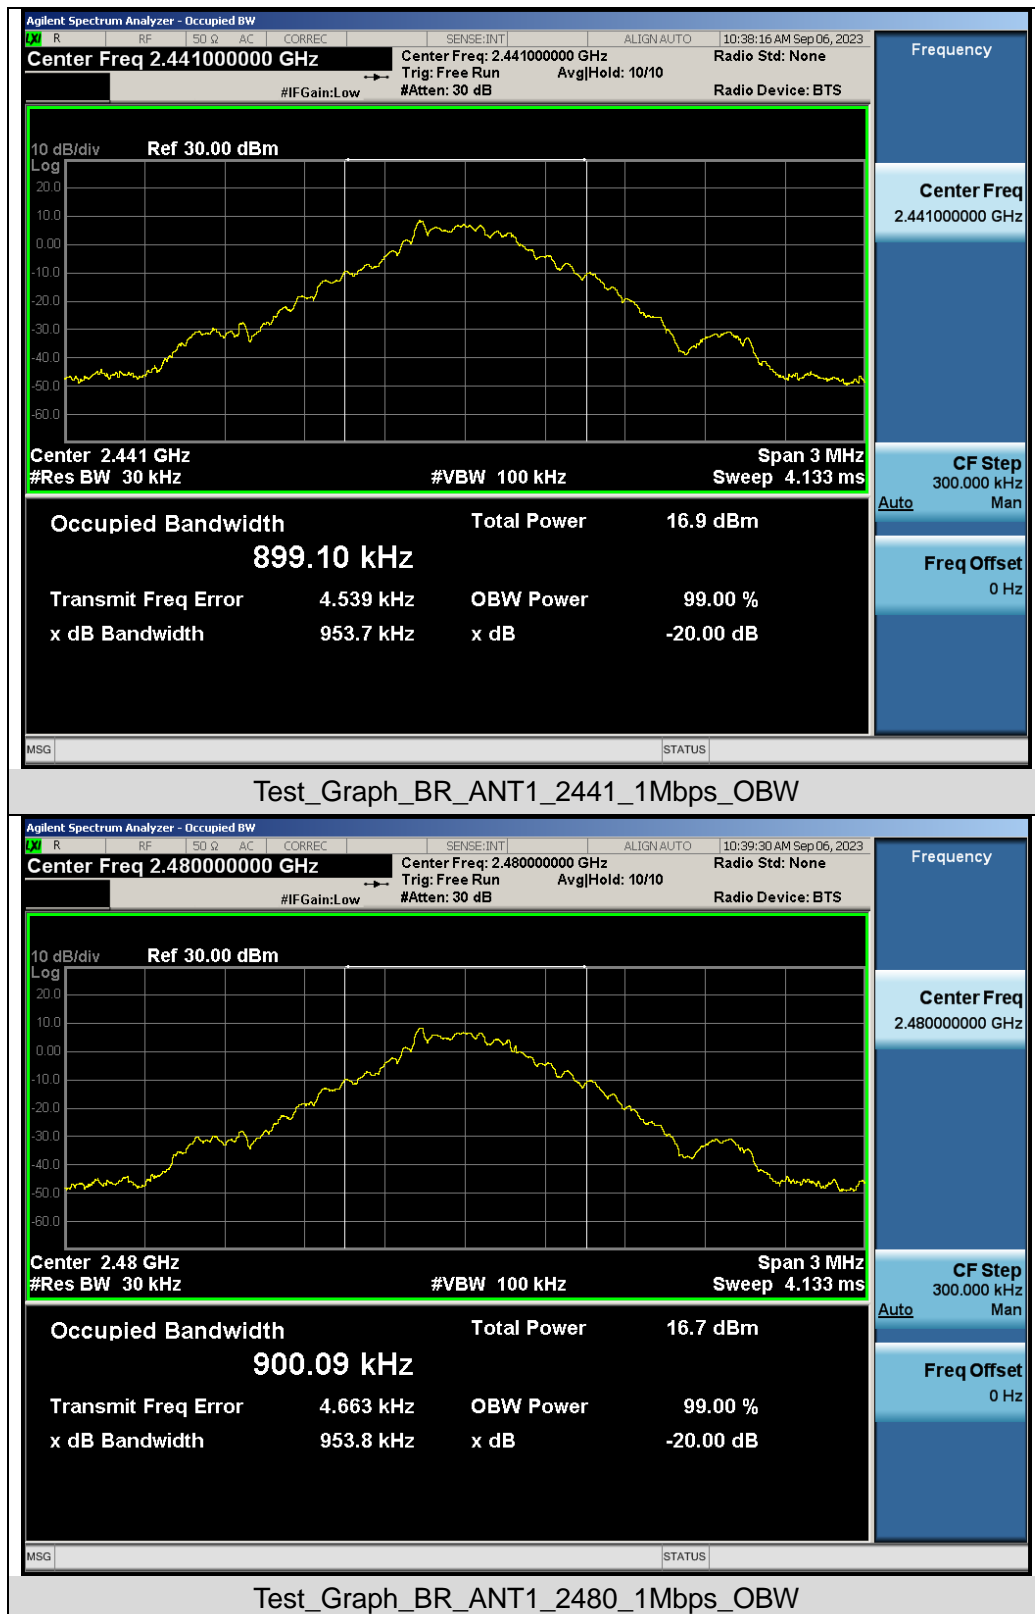 Agilent Spectrum Analyzer - Occupied BW
LXI R RF 50 Ω AC CORREC SENSE:INT ALIGN AUTO 10:38:16 AM Sep 06, 2023
Center Freq 2.441000000 GHz
Center Freq: 2.441000000 GHz Radio Std: None
Trig: Free Run Avg|Hold: 10/10
#IFGain:Low #Atten: 30 dB Radio Device: BTS
Frequency
10 dB/div Ref 30.00 dBm
Log
20.0
10.0
0.00
-10.0
-20.0
-30.0
-40.0
-50.0
-60.0
Center 2.441 GHz Span 3 MHz
#Res BW 30 kHz #VBW 100 kHz Sweep 4.133 ms
Center Freq
2.441000000 GHz
CF Step
300.000 kHz
Auto Man
Freq Offset
0 Hz
Occupied Bandwidth Total Power 16.9 dBm
899.10 kHz
Transmit Freq Error 4.539 kHz OBW Power 99.00 %
x dB Bandwidth 953.7 kHz x dB -20.00 dB
MSG STATUS
Test_Graph_BR_ANT1_2441_1Mbps_OBW
Agilent Spectrum Analyzer - Occupied BW
LXI R RF 50 Ω AC CORREC SENSE:INT ALIGN AUTO 10:39:30 AM Sep 06, 2023
Center Freq 2.480000000 GHz
Center Freq: 2.480000000 GHz Radio Std: None
Trig: Free Run Avg|Hold: 10/10
#IFGain:Low #Atten: 30 dB Radio Device: BTS
Frequency
10 dB/div Ref 30.00 dBm
Log
20.0
10.0
0.00
-10.0
-20.0
-30.0
-40.0
-50.0
-60.0
Center 2.48 GHz Span 3 MHz
#Res BW 30 kHz #VBW 100 kHz Sweep 4.133 ms
Center Freq
2.480000000 GHz
CF Step
300.000 kHz
Auto Man
Freq Offset
0 Hz
Occupied Bandwidth Total Power 16.7 dBm
900.09 kHz
Transmit Freq Error 4.663 kHz OBW Power 99.00 %
x dB Bandwidth 953.8 kHz x dB -20.00 dB
MSG STATUS
Test_Graph_BR_ANT1_2480_1Mbps_OBW